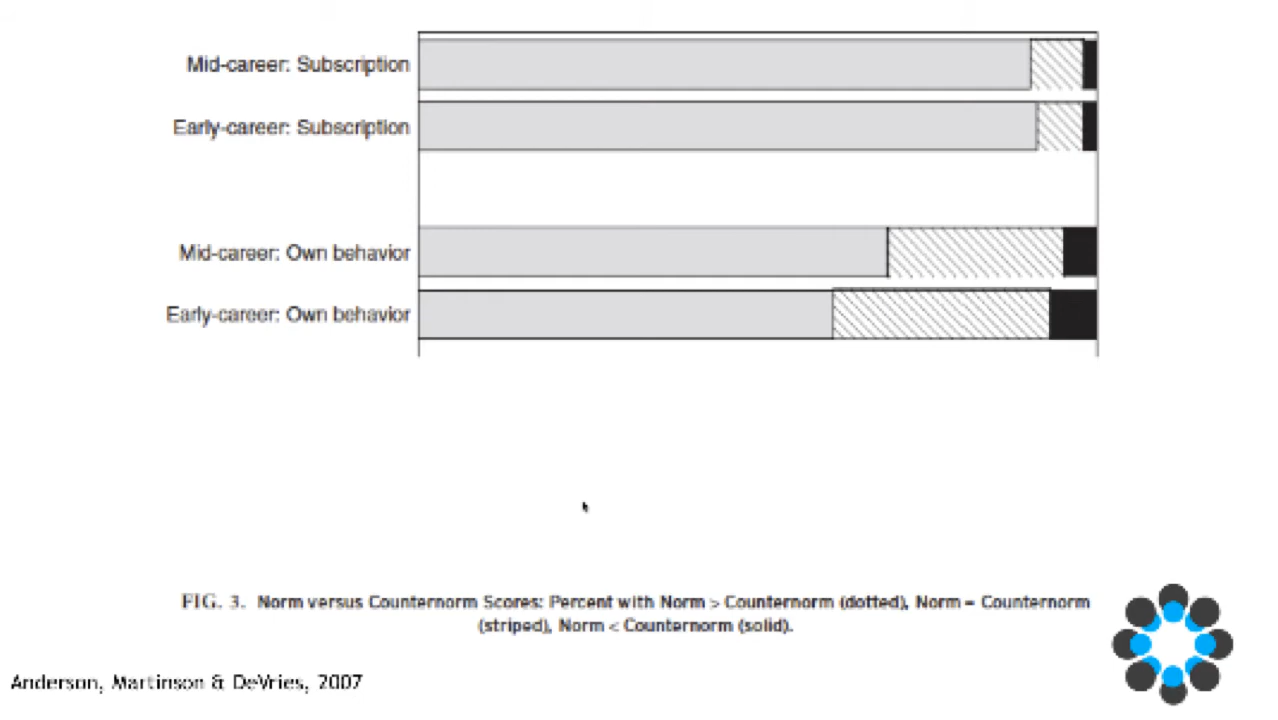 Mid-career: Subscription
Early-career: Subscription
Mid-career: Own behavior
Early-career: Own behavior
FIG. 3. Norm versus Counternorm Scores: Percent with Norm > Counternorm (dotted), Norm = Counternorm
(striped), Norm < Counternorm (solid).
Anderson, Martinson & DeVries, 2007